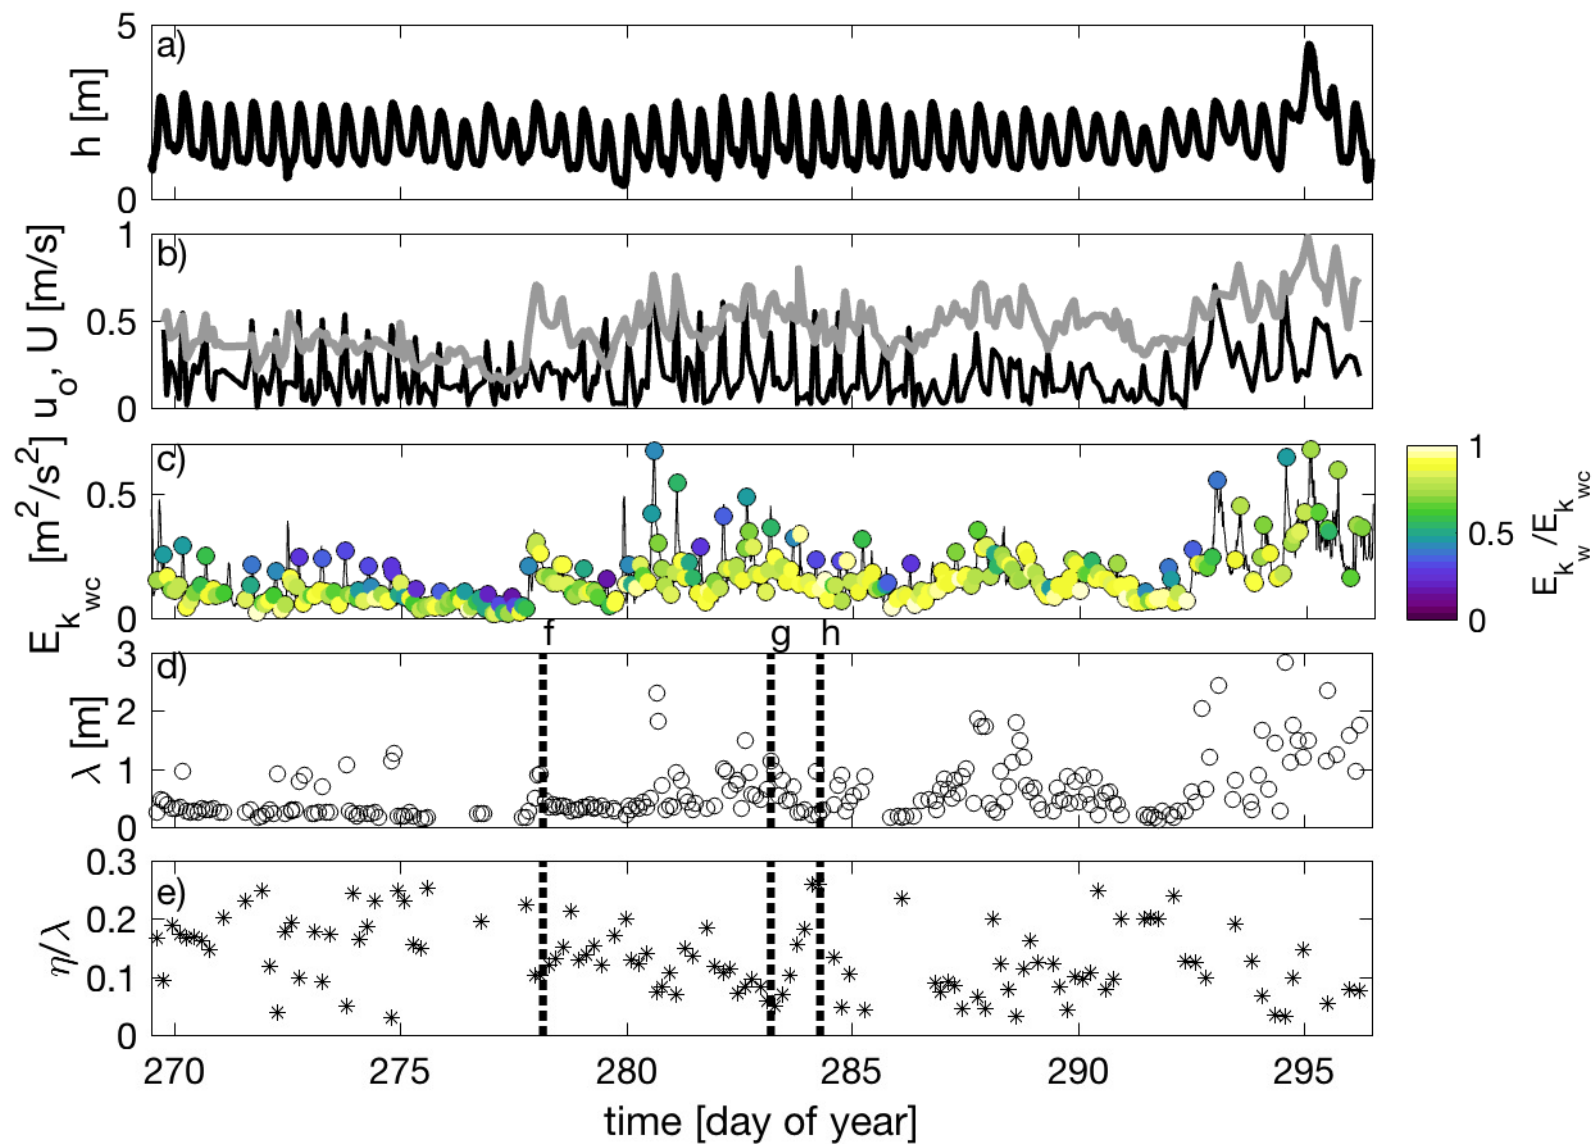 5
a)
h [m]
0
1
b)
u_o, U [m/s]
0.5
0
c)
E_k_wc [m^2/s^2]
0.5
0
1
0.5
0
E_k_w/E_k_wc
f g h
3
d)
λ [m]
2
1
0
0.3
e)
η/λ
0.2
0.1
0
270 275 280 285 290 295
time [day of year]